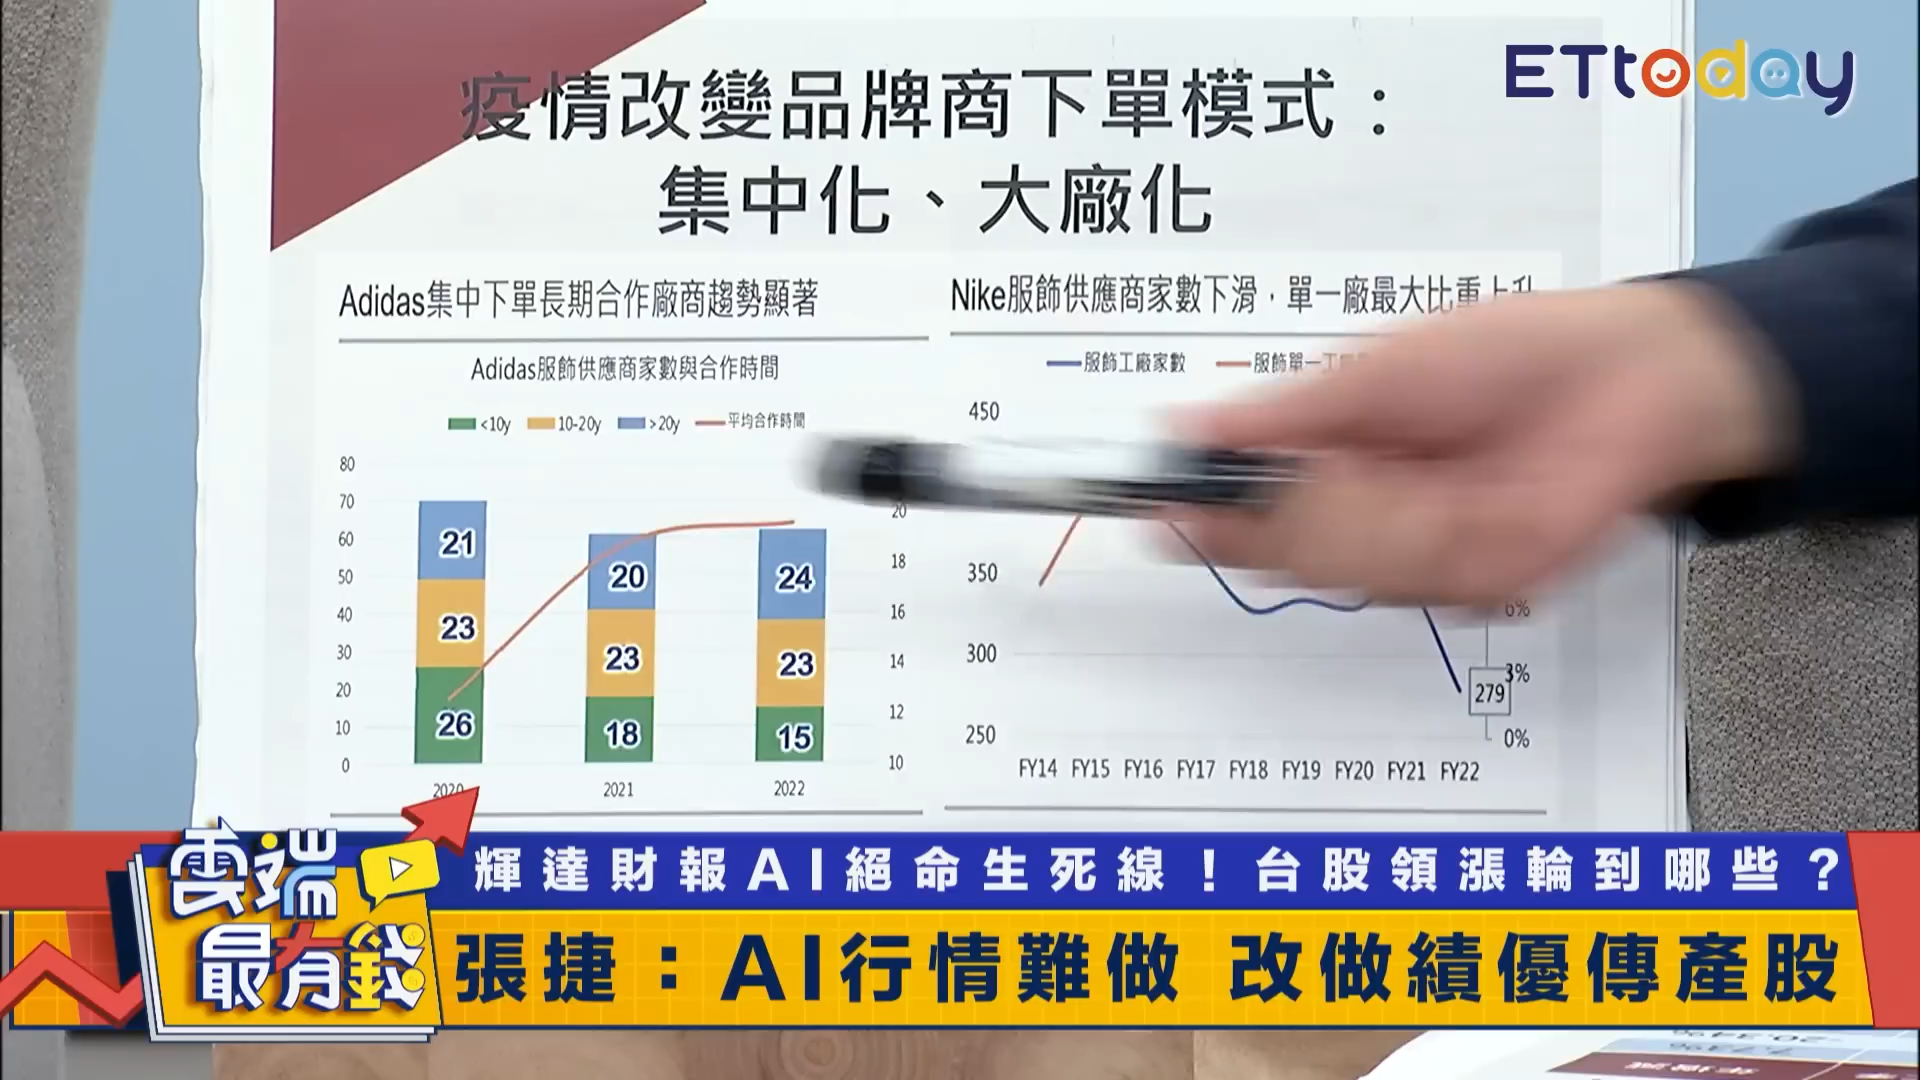 ETtoday
疫情改變品牌商下單模式：
集中化、大廠化
Adidas集中下單長期合作廠商趨勢顯著
Adidas服飾供應商家數與合作時間
<10y 10-20y >20y 平均合作時間
80
70
60
50
40
30
20
10
0
21
23
26
20
23
18
24
23
15
20
18
16
14
12
10
2020 2021 2022
Nike服飾供應商家數下滑，單一廠最大比重上升
服飾工廠家數 服飾單一工
450
350
300
250
6%
3%
0%
279
FY14 FY15 FY16 FY17 FY18 FY19 FY20 FY21 FY22
雲端
最有錢
輝達財報AI絕命生死線！台股領漲輪到哪些？
張捷：AI行情難做 改做績優傳產股